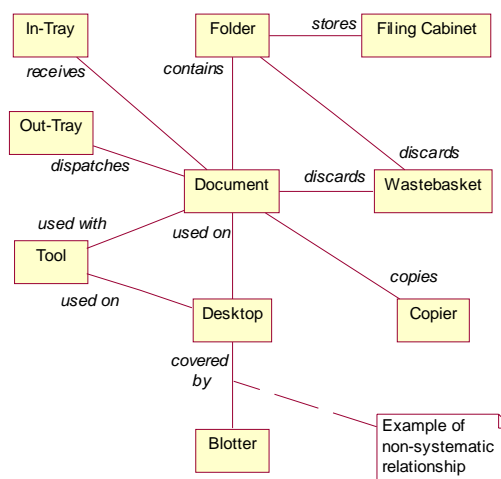 In-Tray
Folder
stores
Filing Cabinet
receives
contains
Out-Tray
dispatches
discards
Document
discards
Wastebasket
used with
used on
Tool
used on
copies
Desktop
Copier
covered
by
Blotter
Example of
non-systematic
relationship